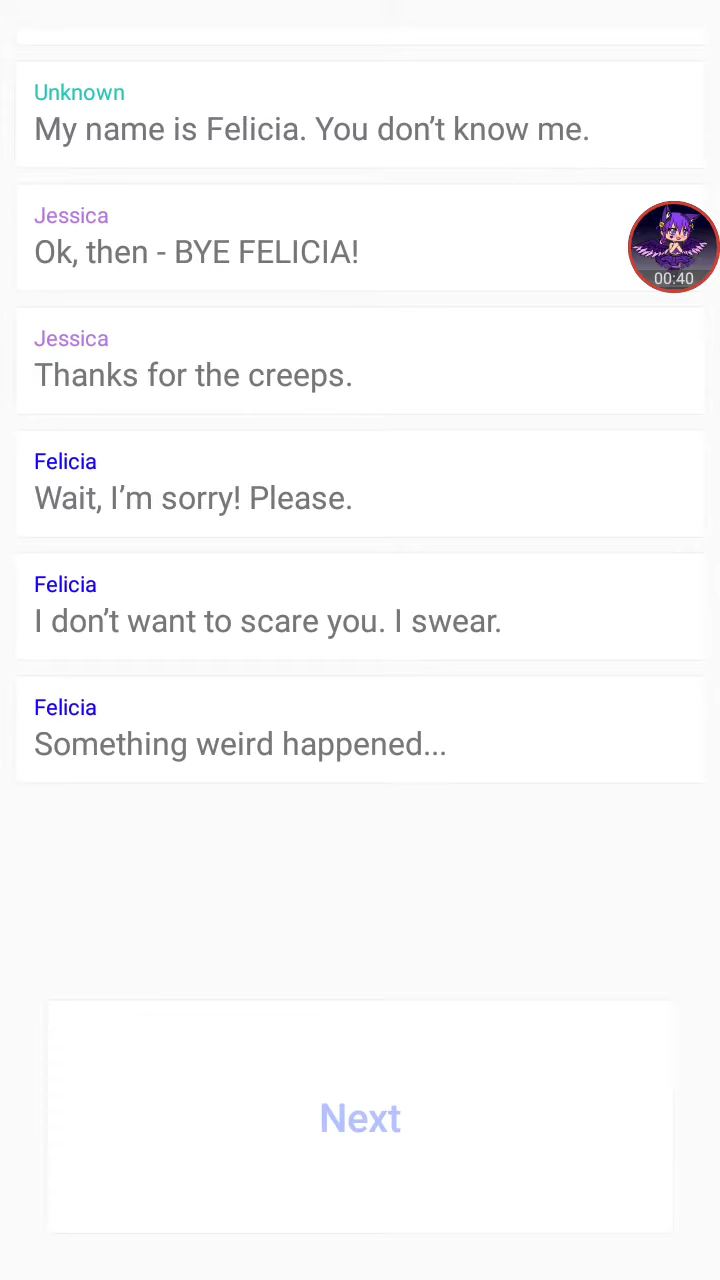 Unknown
My name is Felicia. You don’t know me.
Jessica
Ok, then - BYE FELICIA!
00:40
Jessica
Thanks for the creeps.
Felicia
Wait, I’m sorry! Please.
Felicia
I don’t want to scare you. I swear.
Felicia
Something weird happened...
Next